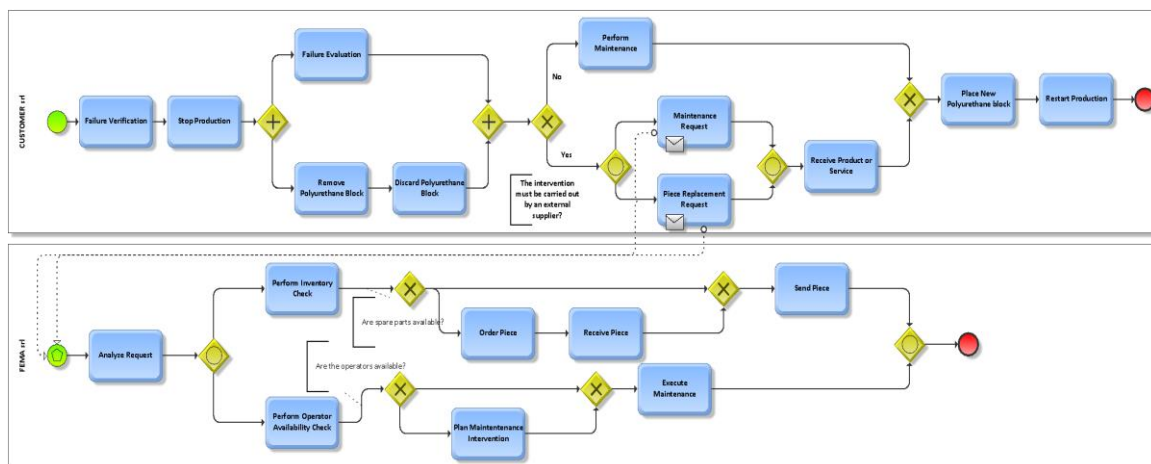 CUSTOMER srl
Failure Verification
Stop Production
Failure Evaluation
Remove
Polyurethane Block
Discard Polyurethane
Block
No
Yes
The intervention
must be carried out
by an external
supplier?
Perform
Maintenance
Maintenance
Request
Piece Replacement
Request
Receive Product or
Service
Place New
Polyurethane block
Restart Production
FEMA srl
Analyze Request
Perform Inventory
Check
Are spare parts available?
Order Piece
Receive Piece
Send Piece
Are the operators available?
Perform Operator
Availability Check
Plan Maintentenance
Intervention
Execute
Maintenance